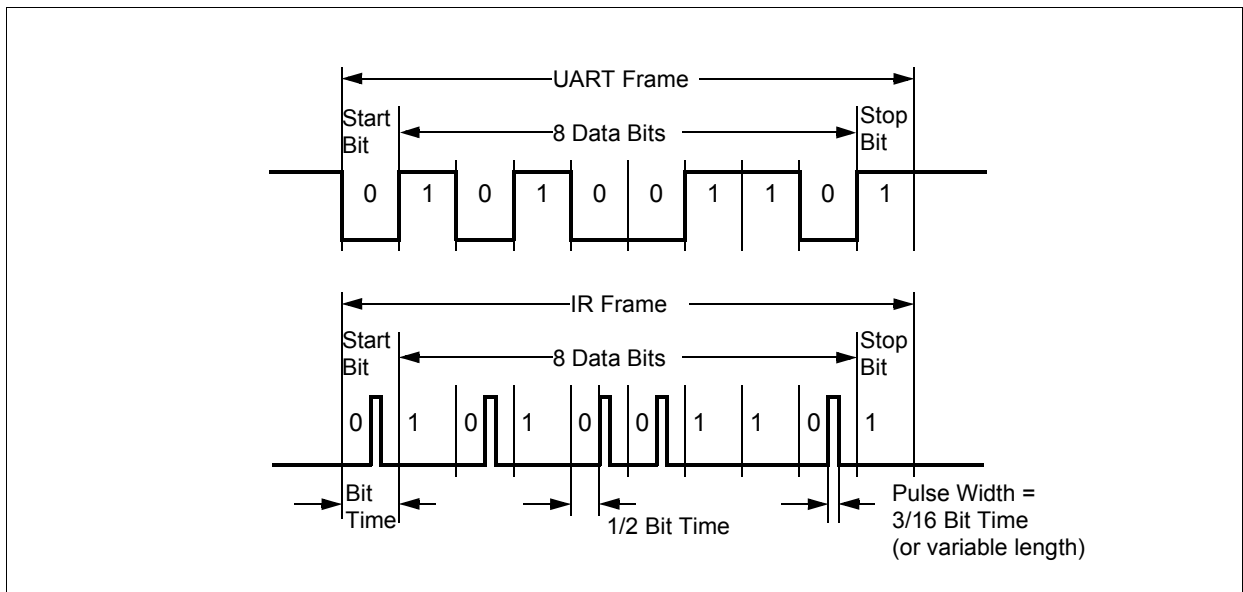 UART Frame
Start
Bit
8 Data Bits
Stop
Bit
0 1 0 1 0 0 1 1 0 1
IR Frame
Start
Bit
8 Data Bits
Stop
Bit
0 1 0 1 0 0 1 1 0 1
Bit
Time
1/2 Bit Time
Pulse Width =
3/16 Bit Time
(or variable length)